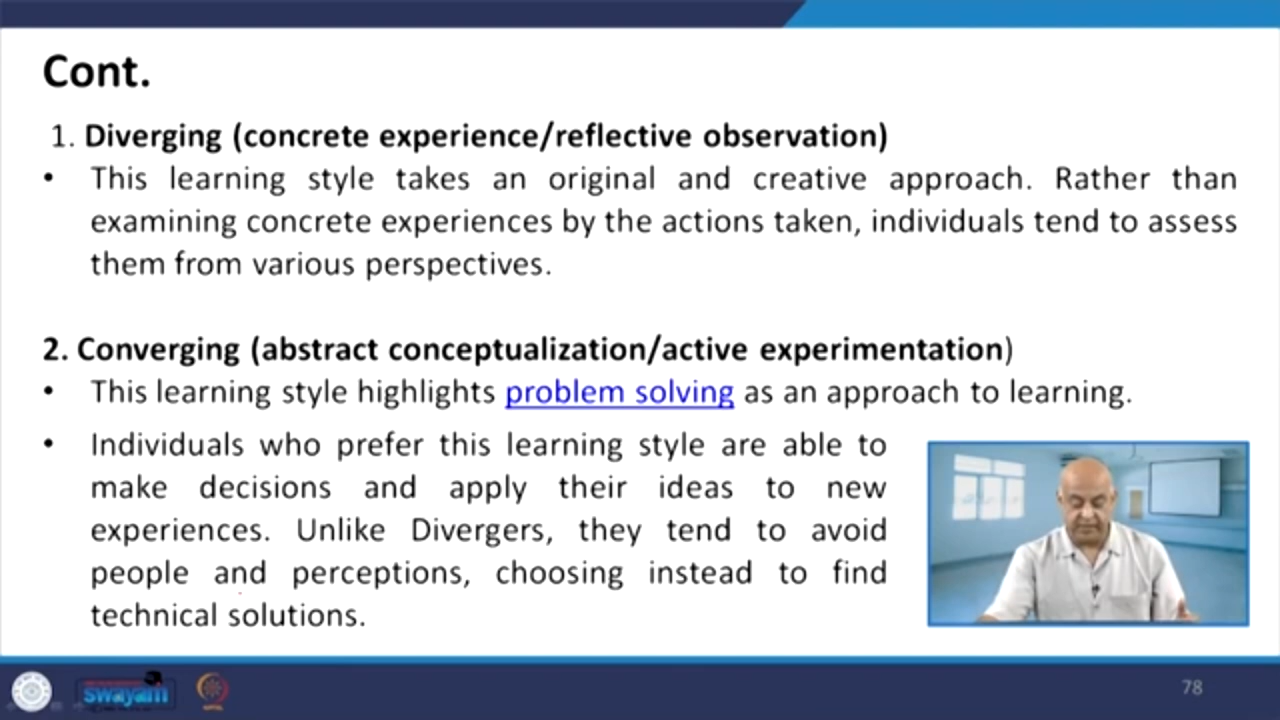 Cont.
1. Diverging (concrete experience/reflective observation)
• This learning style takes an original and creative approach. Rather than
examining concrete experiences by the actions taken, individuals tend to assess
them from various perspectives.
2. Converging (abstract conceptualization/active experimentation)
• This learning style highlights problem solving as an approach to learning.
• Individuals who prefer this learning style are able to
make decisions and apply their ideas to new
experiences. Unlike Divergers, they tend to avoid
people and perceptions, choosing instead to find
technical solutions.
swayam
78